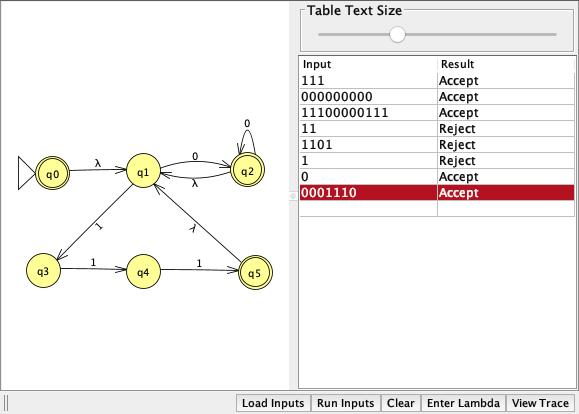 Table Text Size
Input Result
111 Accept
000000000 Accept
11100000111 Accept
11 Reject
1101 Reject
1 Reject
0 Accept
0001110 Accept
0
λ 0
q0 q1 q2
λ
1 λ
q3 1 q4 1 q5
Load Inputs Run Inputs Clear Enter Lambda View Trace